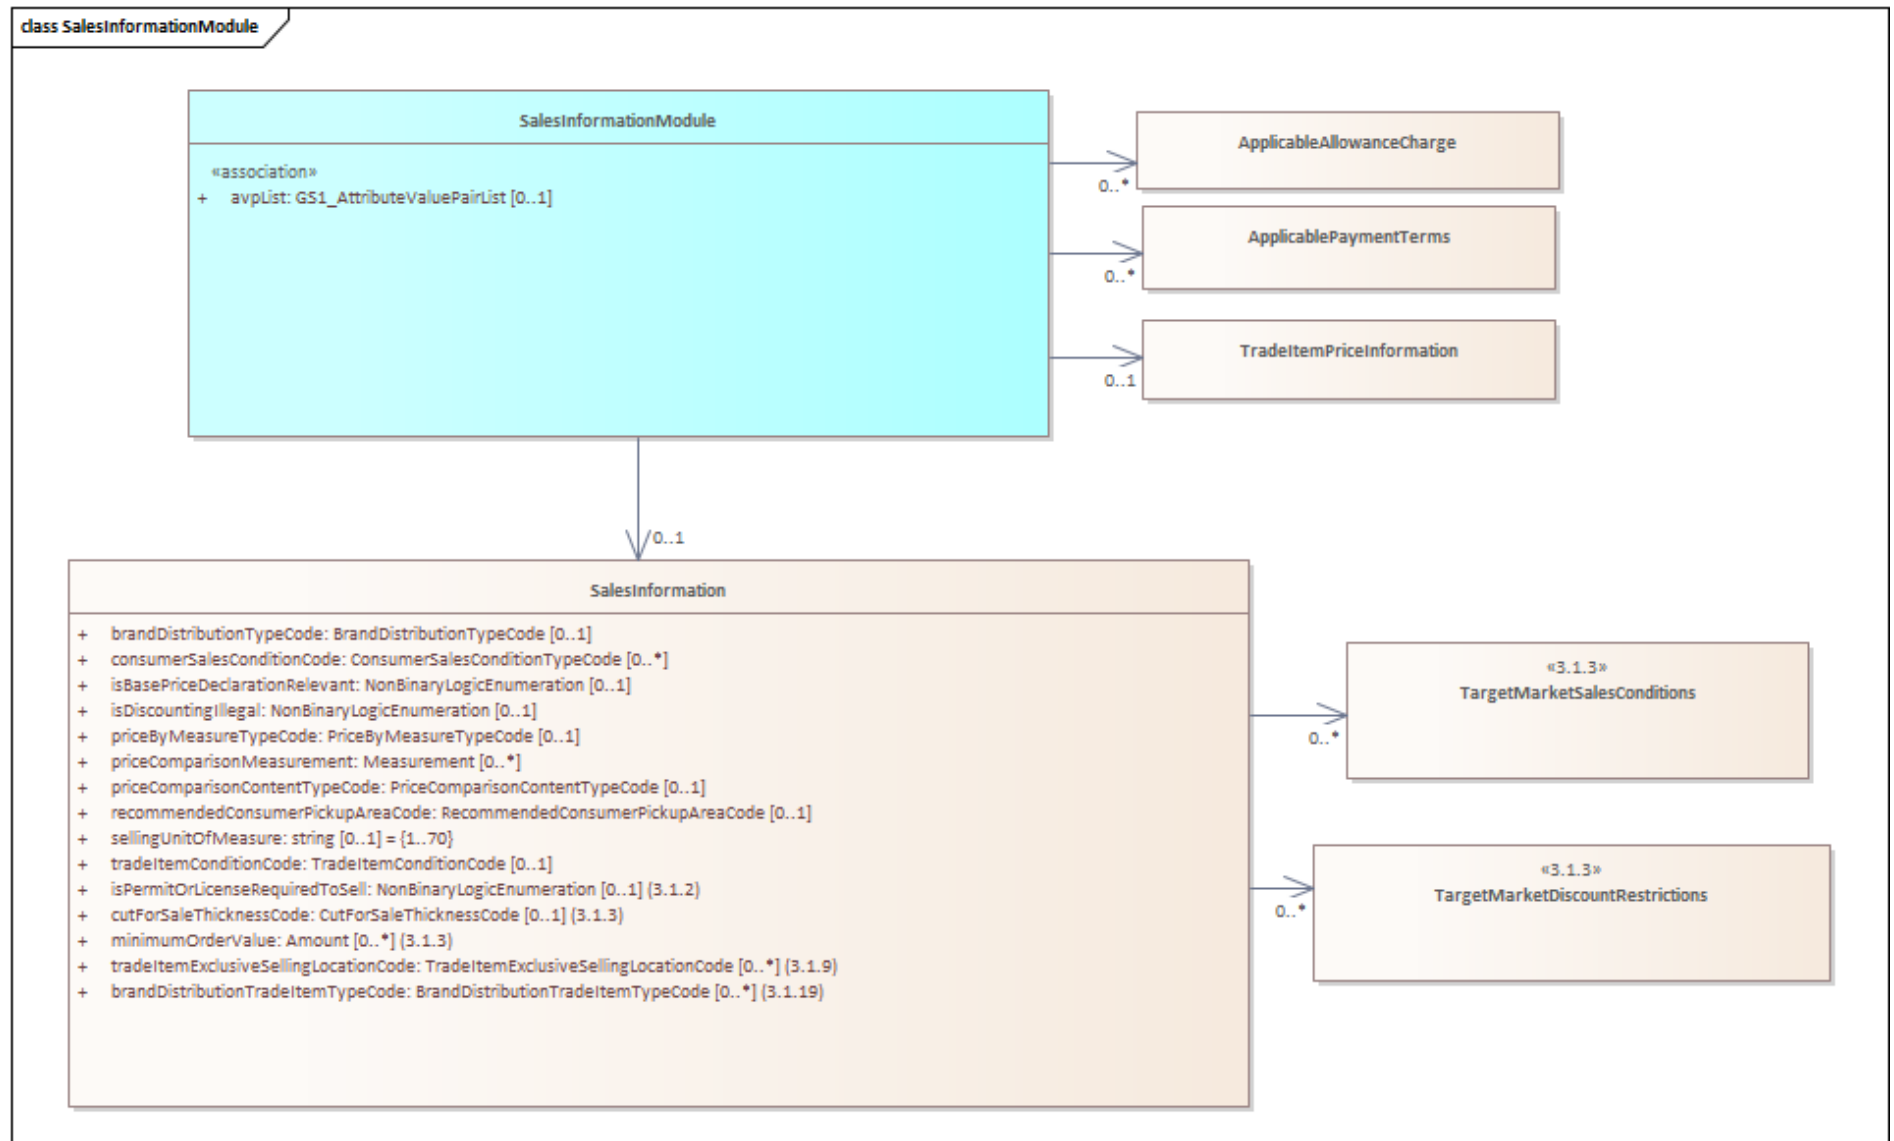 class SalesInformationModule
SalesInformationModule
«association»
+ avpList: GS1_AttributeValuePairList [0..1]
ApplicableAllowanceCharge
0..*
ApplicablePaymentTerms
0..*
TradeItemPriceInformation
0..1
0..1
SalesInformation
+ brandDistributionTypeCode: BrandDistributionTypeCode [0..1]
+ consumerSalesConditionCode: ConsumerSalesConditionTypeCode [0..*]
+ isBasePriceDeclarationRelevant: NonBinaryLogicEnumeration [0..1]
+ isDiscountingIllegal: NonBinaryLogicEnumeration [0..1]
+ priceByMeasureTypeCode: PriceByMeasureTypeCode [0..1]
+ priceComparisonMeasurement: Measurement [0..*]
+ priceComparisonContentTypeCode: PriceComparisonContentTypeCode [0..1]
+ recommendedConsumerPickupAreaCode: RecommendedConsumerPickupAreaCode [0..1]
+ sellingUnitOfMeasure: string [0..1] = {1..70}
+ tradeItemConditionCode: TradeItemConditionCode [0..1]
+ isPermitOrLicenseRequiredToSell: NonBinaryLogicEnumeration [0..1] (3.1.2)
+ cutForSaleThicknessCode: CutForSaleThicknessCode [0..1] (3.1.3)
+ minimumOrderValue: Amount [0..*] (3.1.3)
+ tradeItemExclusiveSellingLocationCode: TradeItemExclusiveSellingLocationCode [0..*] (3.1.9)
+ brandDistributionTradeItemTypeCode: BrandDistributionTradeItemTypeCode [0..*] (3.1.19)
«3.1.3»
TargetMarketSalesConditions
0..*
«3.1.3»
TargetMarketDiscountRestrictions
0..*